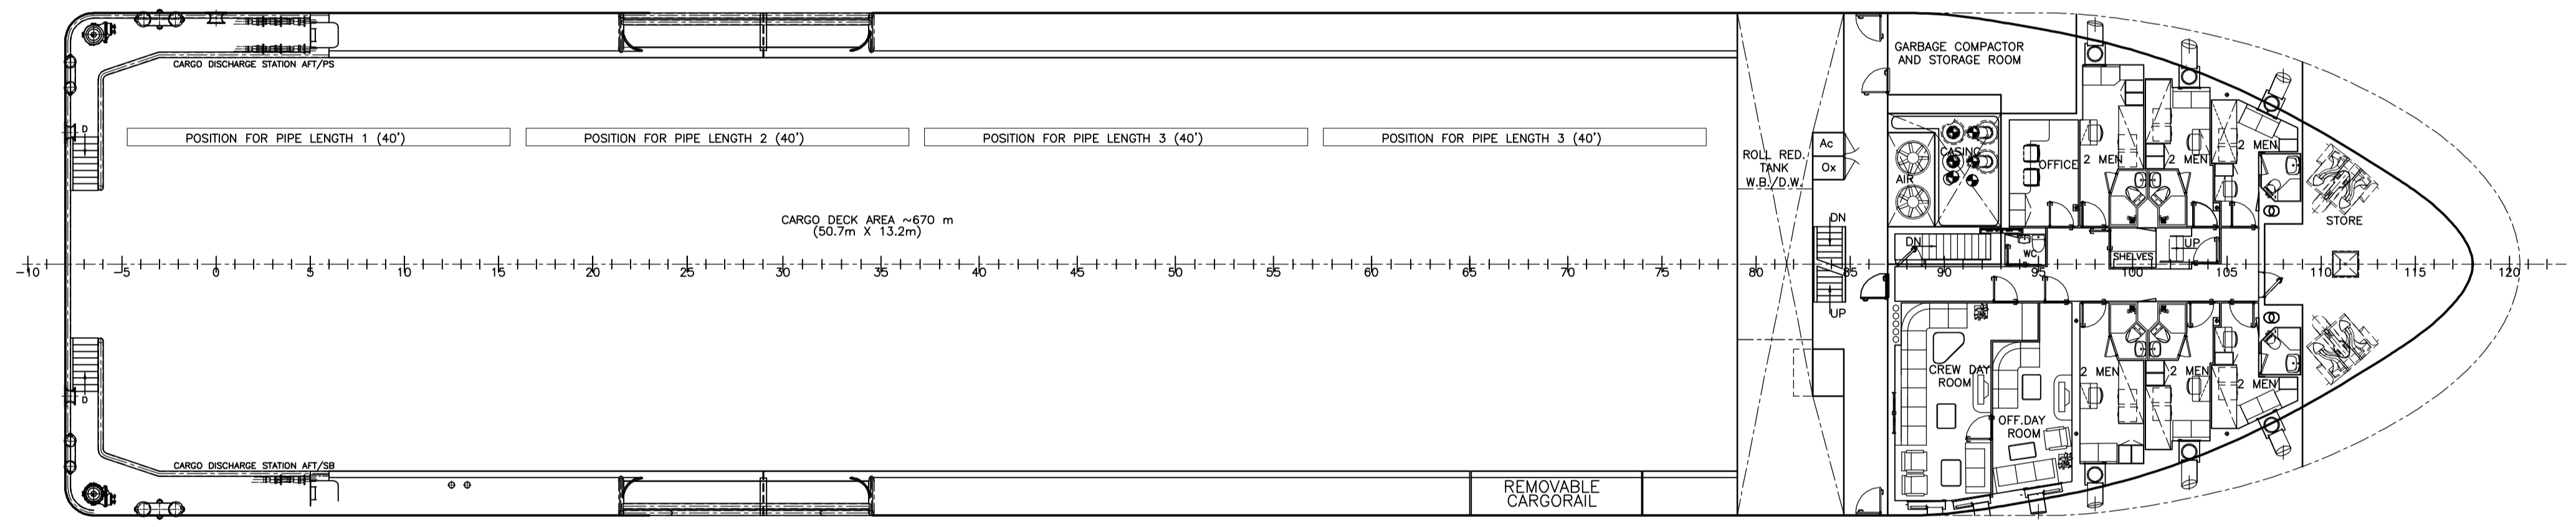 GARBAGE COMPACTOR
AND STORAGE ROOM
CARGO DISCHARGE STATION AFT/PS
D
POSITION FOR PIPE LENGTH 1 (40')
POSITION FOR PIPE LENGTH 2 (40')
POSITION FOR PIPE LENGTH 3 (40')
POSITION FOR PIPE LENGTH 3 (40')
ROLL RED.
TANK
W.B./D.W.
Ac
Ox
CASING
AIR
OFFICE
2 MEN
2 MEN
2 MEN
STORE
CARGO DECK AREA ~670 m
(50.7m X 13.2m)
DN
DN
WC
SHELVES
UP
-10
-5
0
5
10
15
20
25
30
35
40
45
50
55
60
65
70
75
80
85
90
95
100
105
110
115
120
UP
CREW DAY
ROOM
2 MEN
2 MEN
2 MEN
D
OFF.DAY
ROOM
CARGO DISCHARGE STATION AFT/SB
REMOVABLE
CARGORAIL